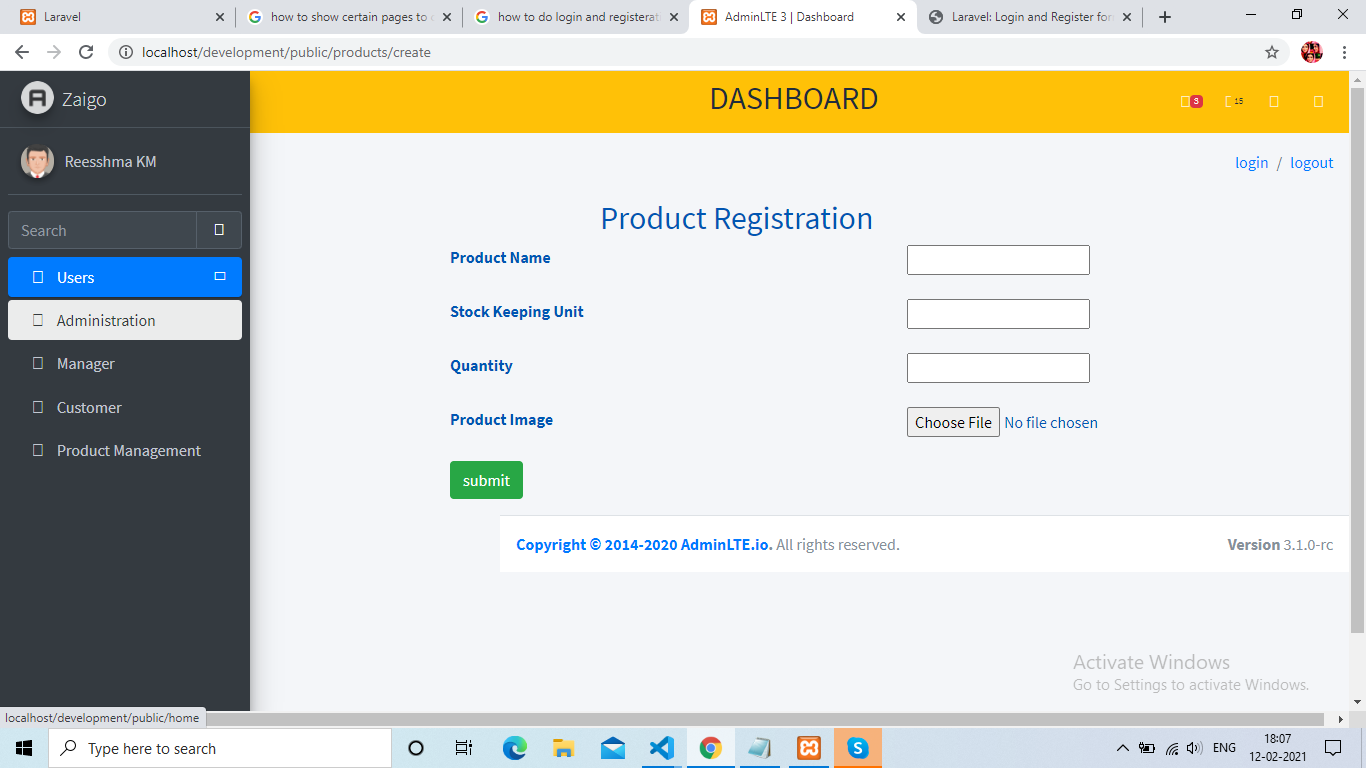 Laravel
how to show certain pages to c
how to do login and registerati
AdminLTE 3 | Dashboard
Laravel: Login and Register for
localhost/development/public/products/create
Zaigo
DASHBOARD
3
15
Reesshma KM
login / logout
Search
Product Registration
Users
Product Name
Administration
Stock Keeping Unit
Manager
Quantity
Customer
Product Image
Choose File No file chosen
Product Management
submit
Copyright © 2014-2020 AdminLTE.io. All rights reserved.
Version 3.1.0-rc
Activate Windows
Go to Settings to activate Windows.
localhost/development/public/home
Type here to search
ENG
18:07
12-02-2021